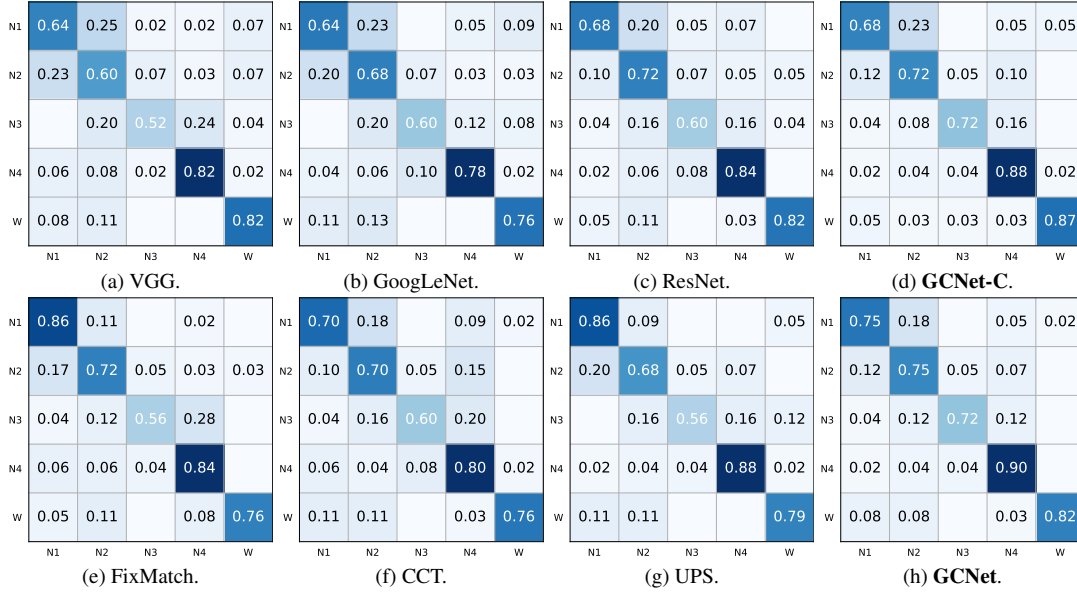 N1 0.64 0.25 0.02 0.02 0.07 N1 0.64 0.23 0.05 0.09 N1 0.68 0.20 0.05 0.07 N1 0.68 0.23 0.05 0.05
N2 0.23 0.60 0.07 0.03 0.07 N2 0.20 0.68 0.07 0.03 0.03 N2 0.10 0.72 0.07 0.05 0.05 N2 0.12 0.72 0.05 0.10
N3 0.20 0.52 0.24 0.04 N3 0.20 0.60 0.12 0.08 N3 0.04 0.16 0.60 0.16 0.04 N3 0.04 0.08 0.72 0.16
N4 0.06 0.08 0.02 0.82 0.02 N4 0.04 0.06 0.10 0.78 0.02 N4 0.02 0.06 0.08 0.84 N4 0.02 0.04 0.04 0.88 0.02
W 0.08 0.11 0.82 W 0.11 0.13 0.76 W 0.05 0.11 0.03 0.82 W 0.05 0.03 0.03 0.03 0.87
N1 N2 N3 N4 W N1 N2 N3 N4 W N1 N2 N3 N4 W N1 N2 N3 N4 W
(a) VGG. (b) GoogLeNet. (c) ResNet. (d) GCNet-C.
N1 0.86 0.11 0.02 N1 0.70 0.18 0.09 0.02 N1 0.86 0.09 0.05 N1 0.75 0.18 0.05 0.02
N2 0.17 0.72 0.05 0.03 0.03 N2 0.10 0.70 0.05 0.15 N2 0.20 0.68 0.05 0.07 N2 0.12 0.75 0.05 0.07
N3 0.04 0.12 0.56 0.28 N3 0.04 0.16 0.60 0.20 N3 0.16 0.56 0.16 0.12 N3 0.04 0.12 0.72 0.12
N4 0.06 0.06 0.04 0.84 N4 0.06 0.04 0.08 0.80 0.02 N4 0.02 0.04 0.04 0.88 0.02 N4 0.02 0.04 0.04 0.90
W 0.05 0.11 0.08 0.76 W 0.11 0.11 0.03 0.76 W 0.11 0.11 0.79 W 0.08 0.08 0.03 0.82
N1 N2 N3 N4 W N1 N2 N3 N4 W N1 N2 N3 N4 W N1 N2 N3 N4 W
(e) FixMatch. (f) CCT. (g) UPS. (h) GCNet.